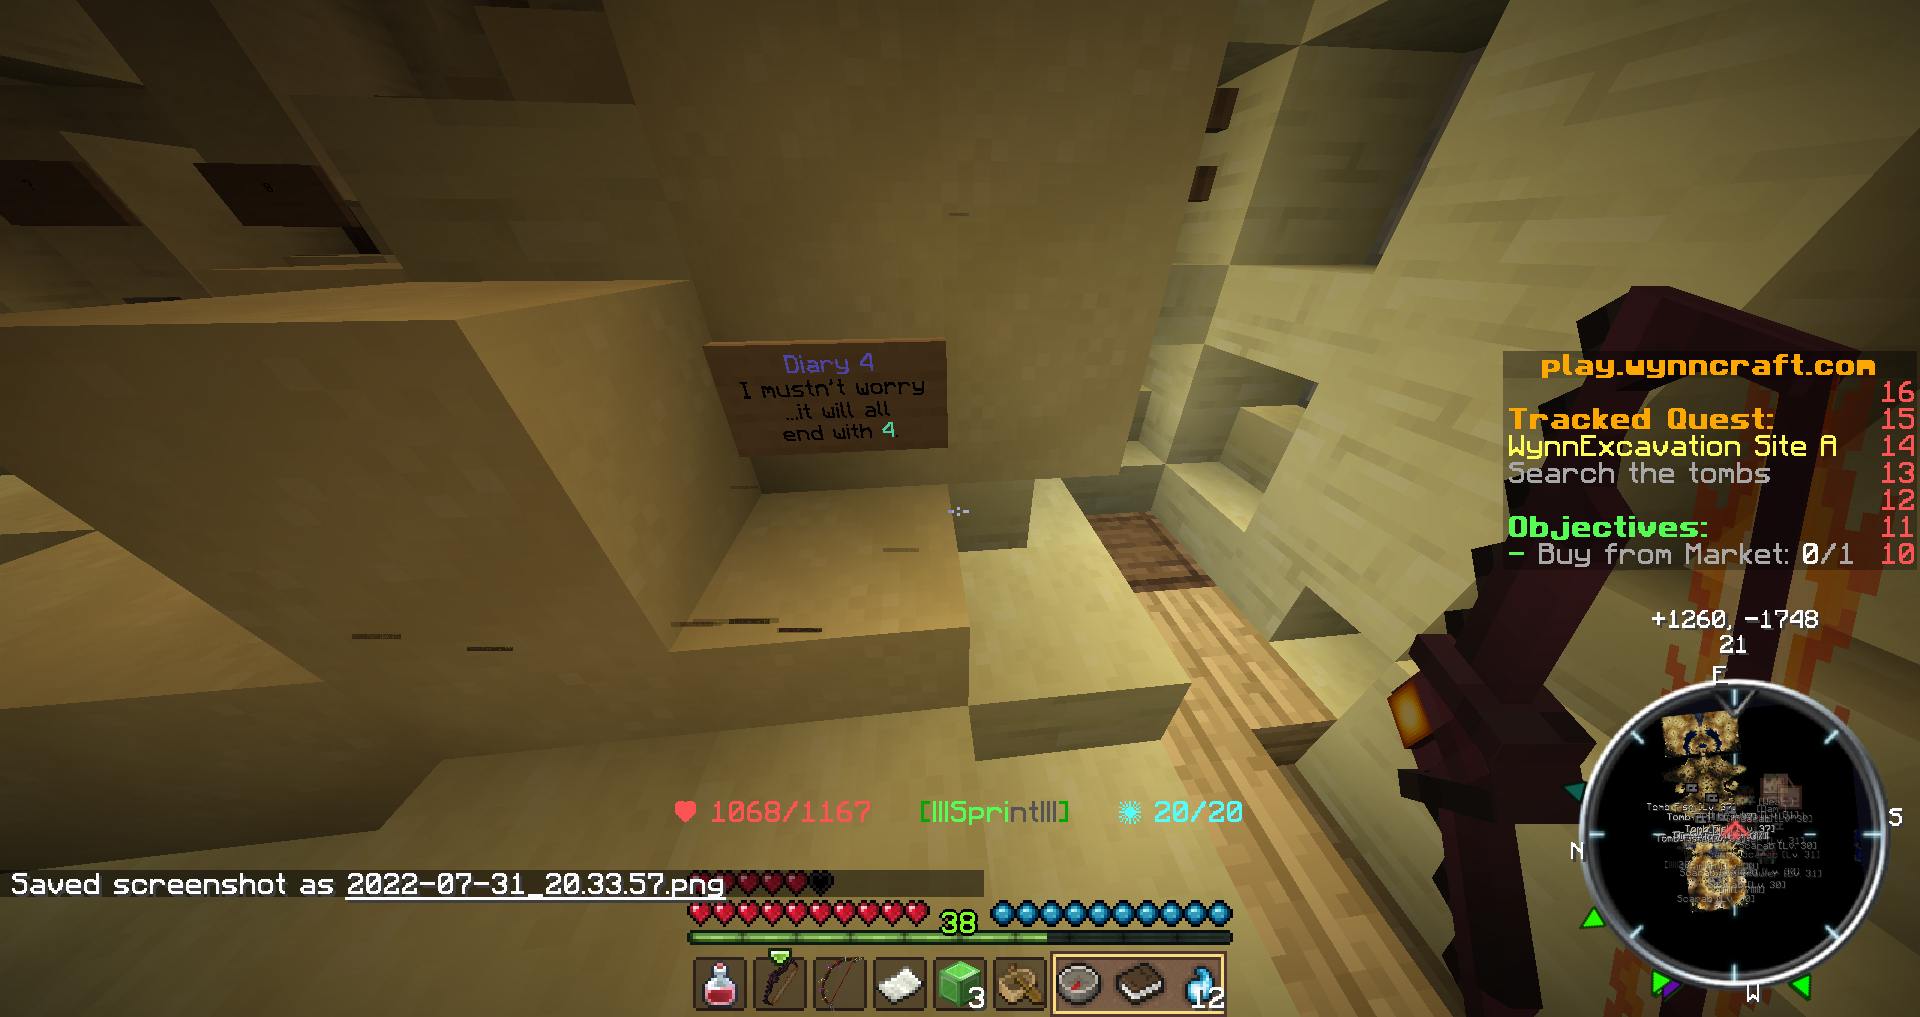 7
8
Diary 4
I mustn't worry
...it will all
end with 4.
play.wynncraft.com
16
Tracked Quest: 15
WynnExcavation Site A 14
Search the tombs 13
12
Objectives: 11
- Buy from Market: 0/1 10
+1260, -1748
21
E
S
N
W
1068/1167 [|||Sprint|||] 20/20
Saved screenshot as 2022-07-31_20.33.57.png
38
3
12